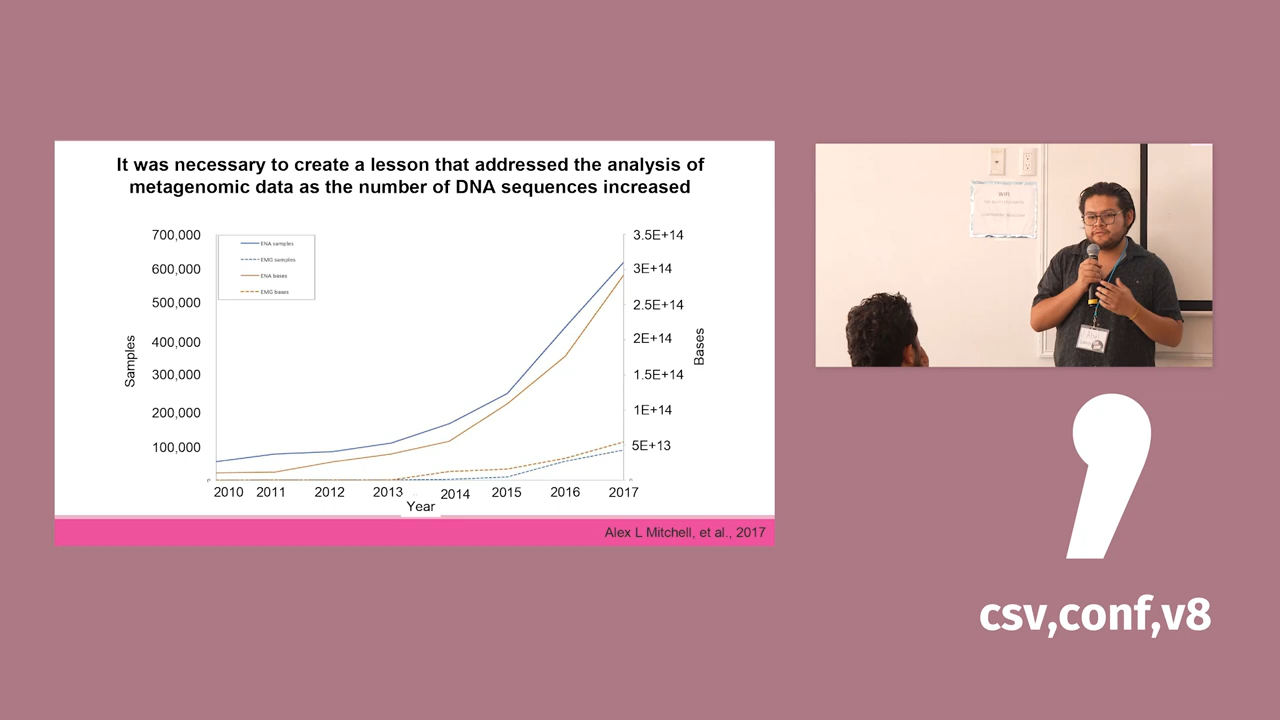 It was necessary to create a lesson that addressed the analysis of
metagenomic data as the number of DNA sequences increased
700,000
600,000
500,000
400,000
300,000
200,000
100,000
Samples
ENA samples
EMG samples
ENA bases
EMG bases
3.5E+14
3E+14
2.5E+14
2E+14
1.5E+14
1E+14
5E+13
Bases
2010 2011 2012 2013 2014 2015 2016 2017
Year
Alex L Mitchell, et al., 2017
WIFI
csv,conf,v8